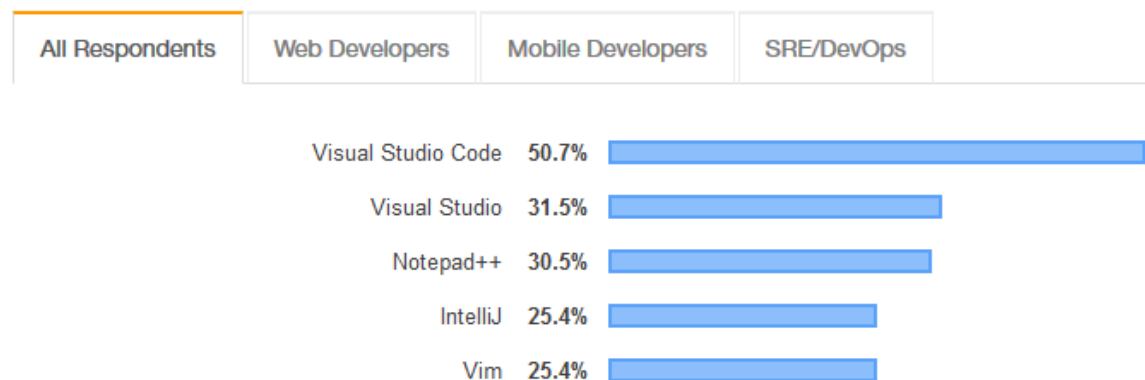 All Respondents Web Developers Mobile Developers SRE/DevOps
Visual Studio Code 50.7%
Visual Studio 31.5%
Notepad++ 30.5%
IntelliJ 25.4%
Vim 25.4%